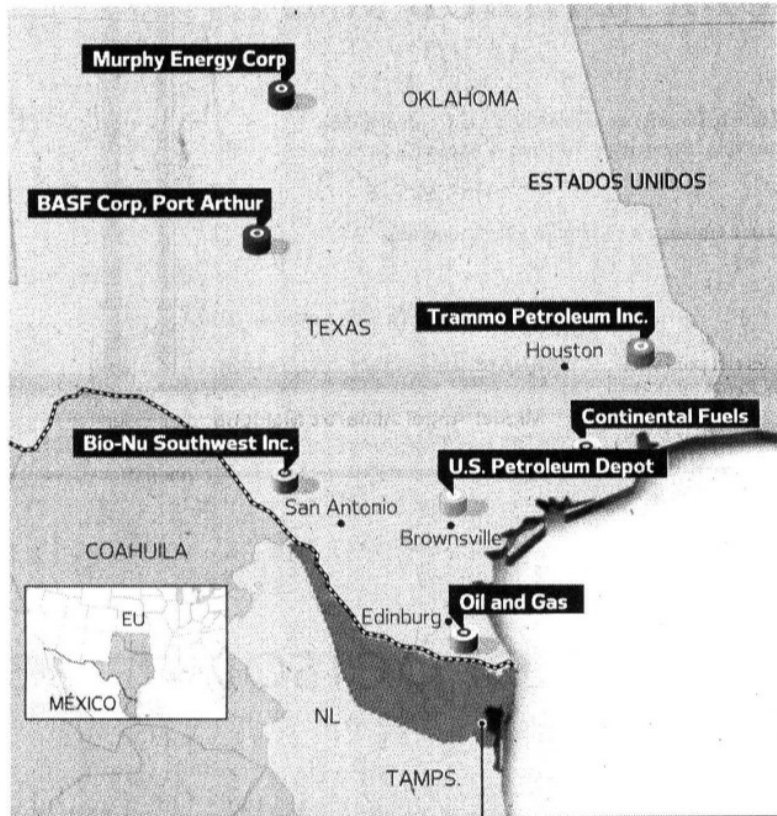 Murphy Energy Corp
OKLAHOMA
ESTADOS UNIDOS
BASF Corp, Port Arthur
TEXAS
Trammo Petroleum Inc.
Houston
Continental Fuels
Bio-Nu Southwest Inc.
U.S. Petroleum Depot
San Antonio
Brownsville
COAHUILA
EU
Edinburg
Oil and Gas
MÉXICO
NL
TAMPS.